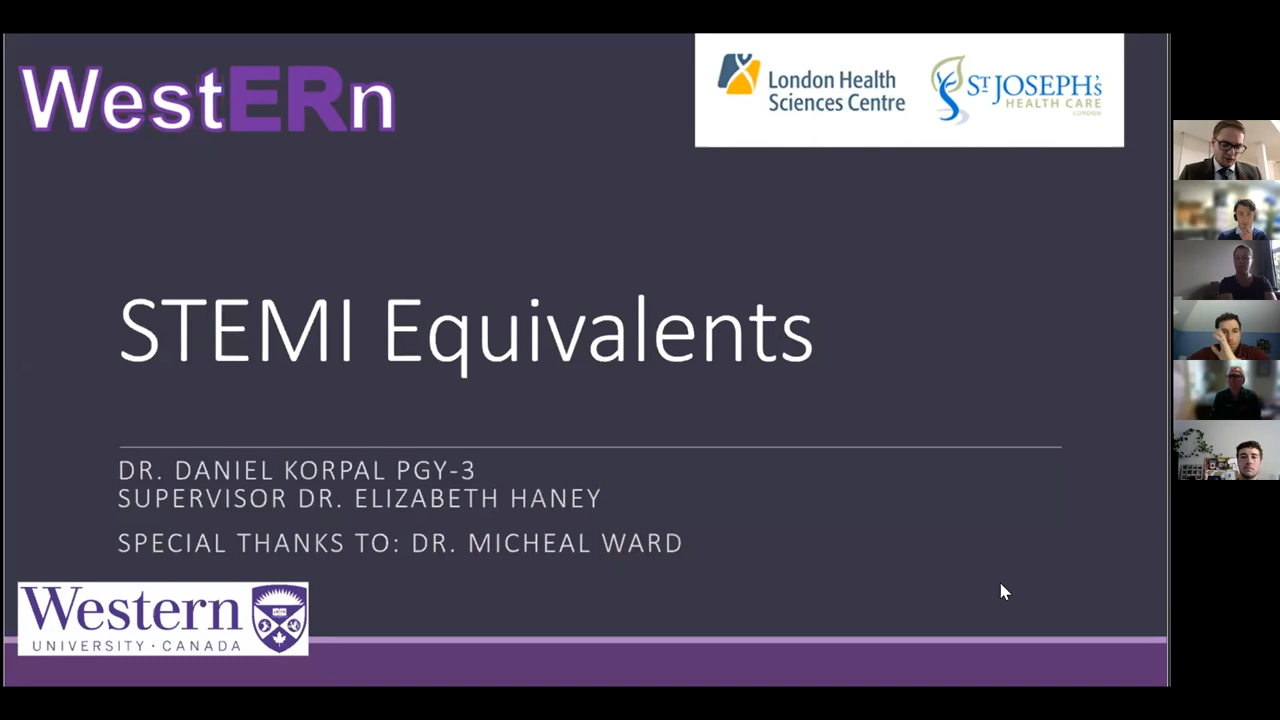 WestERn
London Health
Sciences Centre
ST JOSEPH'S
HEALTH CARE
LONDON
STEMI Equivalents
DR. DANIEL KORPAL PGY-3
SUPERVISOR DR. ELIZABETH HANEY
SPECIAL THANKS TO: DR. MICHEAL WARD
Western
UNIVERSITY · CANADA